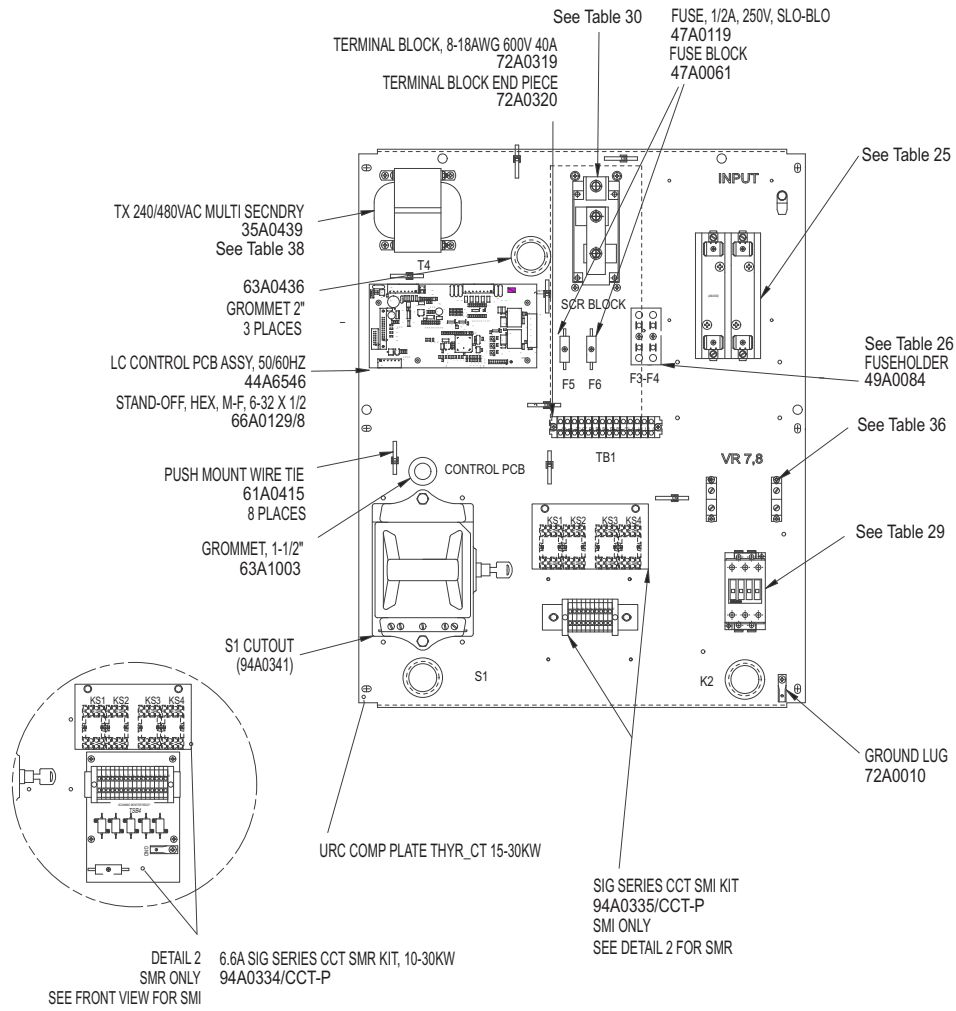 See Table 30
FUSE, 1/2A, 250V, SLO-BLO
47A0119
FUSE BLOCK
47A0061
TERMINAL BLOCK, 8-18AWG 600V 40A
72A0319
TERMINAL BLOCK END PIECE
72A0320
See Table 25
INPUT
TX 240/480VAC MULTI SECNDRY
35A0439
See Table 38
T4
63A0436
GROMMET 2"
3 PLACES
SCR BLOCK
See Table 26
FUSEHOLDER
49A0084
F5
F6
F3-F4
LC CONTROL PCB ASSY, 50/60HZ
44A6546
STAND-OFF, HEX, M-F, 6-32 X 1/2
66A0129/8
See Table 36
TB1
VR 7,8
CONTROL PCB
PUSH MOUNT WIRE TIE
61A0415
8 PLACES
KS1 KS2 KS3 KS4
See Table 29
GROMMET, 1-1/2"
63A1003
S1 CUTOUT
(94A0341)
S1
K2
KS1 KS2 KS3 KS4
GROUND LUG
72A0010
TSB4
GND
URC COMP PLATE THYR_CT 15-30KW
SIG SERIES CCT SMI KIT
94A0335/CCT-P
SMI ONLY
SEE DETAIL 2 FOR SMR
DETAIL 2
SMR ONLY
SEE FRONT VIEW FOR SMI
6.6A SIG SERIES CCT SMR KIT, 10-30KW
94A0334/CCT-P